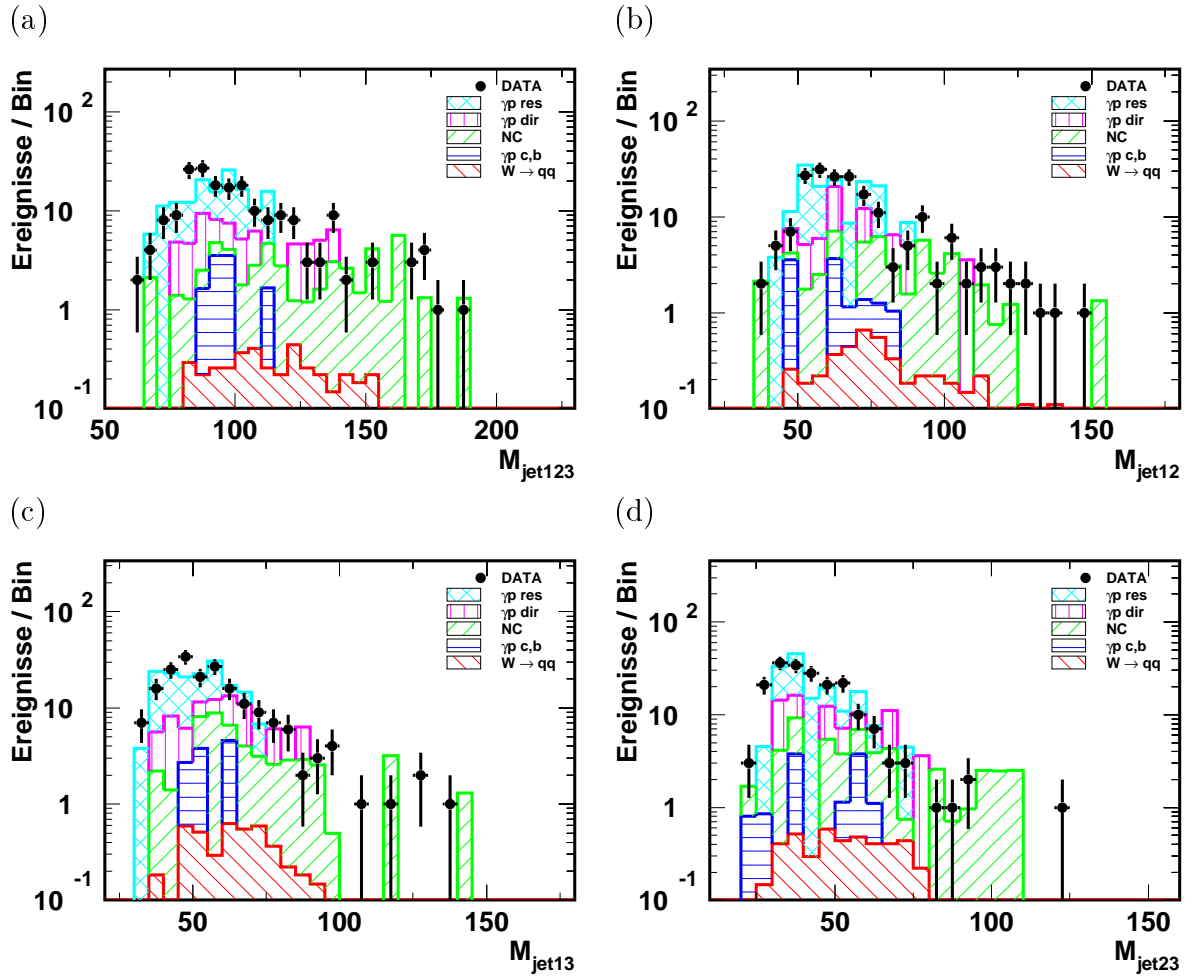 (a)
Ereignisse / Bin
10 2
10
1
10 -1
DATA
γp res
γp dir
NC
γp c,b
W → qq
50 100 150 200
M jet123
(b)
Ereignisse / Bin
10 2
10
1
10 -1
DATA
γp res
γp dir
NC
γp c,b
W → qq
50 100 150
M jet12
(c)
Ereignisse / Bin
10 2
10
1
10 -1
DATA
γp res
γp dir
NC
γp c,b
W → qq
50 100 150
M jet13
(d)
Ereignisse / Bin
10 2
10
1
10 -1
DATA
γp res
γp dir
NC
γp c,b
W → qq
50 100 150
M jet23